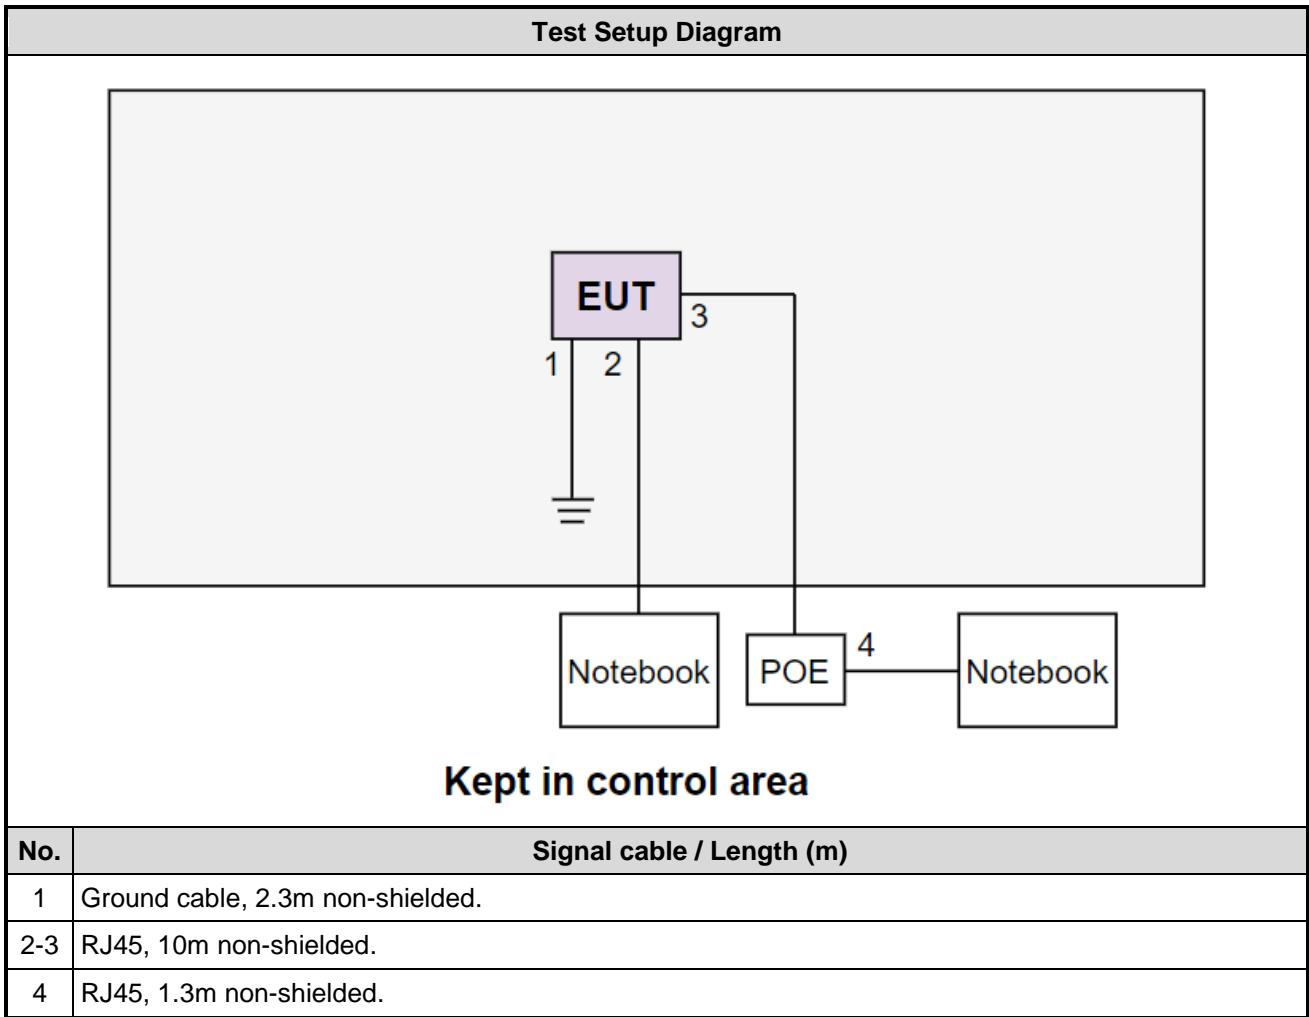 Test Setup Diagram
EUT
3
1 2
4
Notebook POE Notebook
Kept in control area
No. Signal cable / Length (m)
1 Ground cable, 2.3m non-shielded.
2-3 RJ45, 10m non-shielded.
4 RJ45, 1.3m non-shielded.